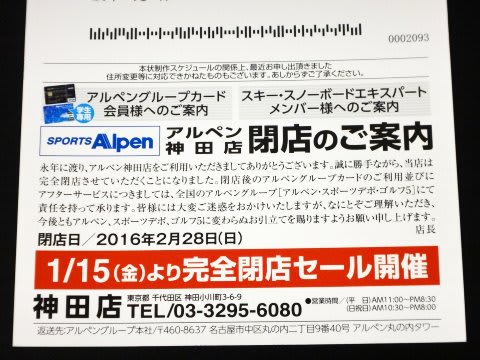 0002093
本状制作スケジュールの関係上、最近お申し出頂きました
住所変更等に対応できかねたものもございます。あしからずご了承下さい。
アルペングループカード
会員様へのご案内
学生専用
スキー・スノーボードエキスパート
メンバー様へのご案内
SPORTS Alpen アルペン神田店 閉店のご案内
永年に渡り、アルペン神田店をご利用いただきましてありがとうございます。誠に勝手ながら、当店は
完全閉店させていただくことになりました。閉店後のアルペングループカードのご利用並びに
アフターサービスにつきましては、全国のアルペングループ[アルペン・スポーツデポ・ゴルフ5]にて
責任を持って承ります。皆様には大変ご迷惑をおかけいたしますが、なにとぞご理解いただき、
今後ともアルペン、スポーツデポ、ゴルフ5に変わらぬお引立てを賜りますようお願い申し上げます。
店長
閉店日/2016年2月28日(日)
1/15(金)より完全閉店セール開催
神田店 東京都 千代田区 神田小川町3-6-9
TEL/03-3295-6080
●営業時間/(平 日)AM11:00〜PM8:30
(日祝日)AM10:30〜PM8:00
返送先:アルペングループ本社/〒460-8637 名古屋市中区丸の内二丁目9番40号 アルペン丸の内タワー